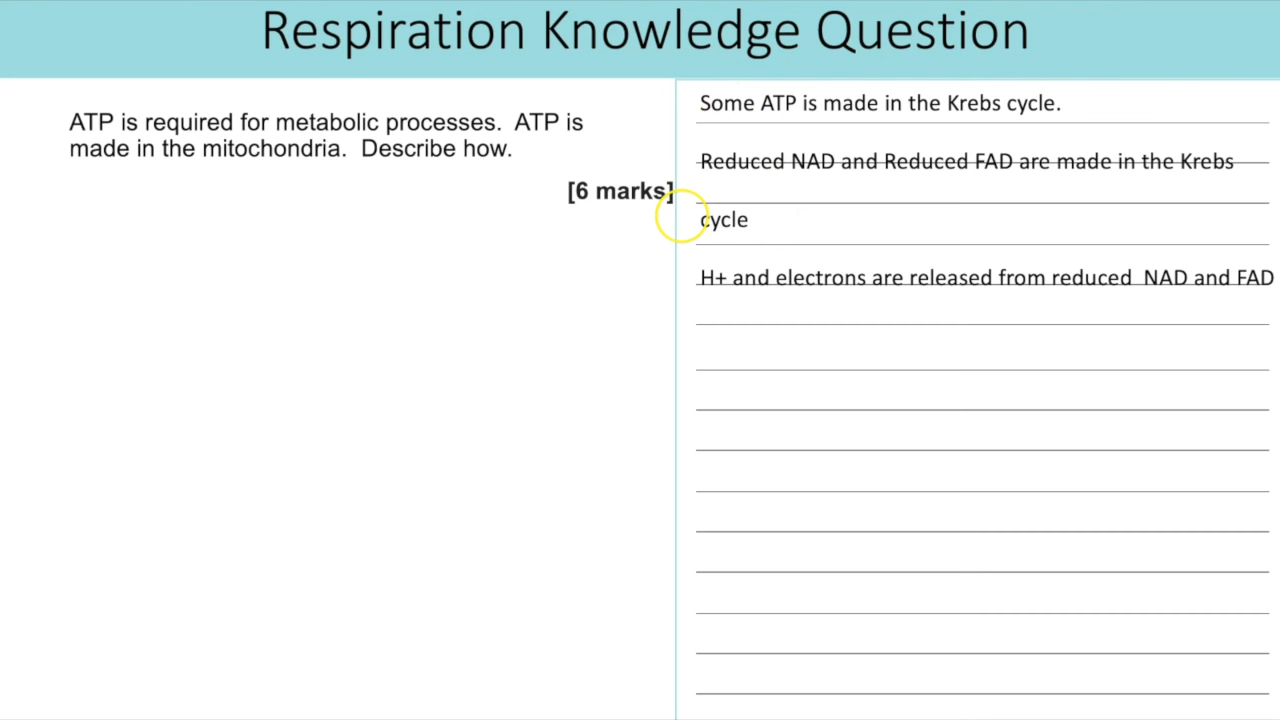 Respiration Knowledge Question
ATP is required for metabolic processes.  ATP is
made in the mitochondria.  Describe how.
[6 marks]
Some ATP is made in the Krebs cycle.
Reduced NAD and Reduced FAD are made in the Krebs
cycle
H+ and electrons are released from reduced  NAD and FAD